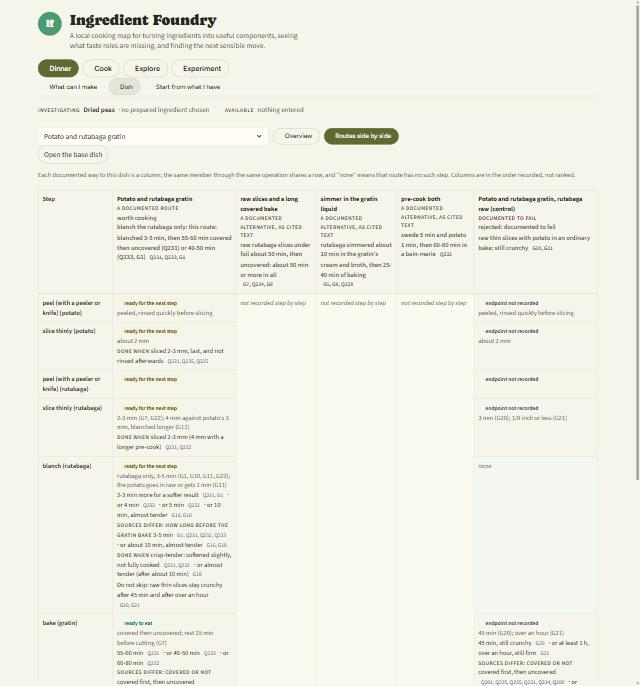 IF
Ingredient Foundry
A local cooking map for turning ingredients into useful components, seeing
what taste roles are missing, and finding the next sensible move.
Dinner Cook Explore Experiment
What can I make Dish Start from what I have
INVESTIGATING Dried peas · no prepared ingredient chosen AVAILABLE nothing entered
Potato and rutabaga gratin Overview Routes side by side
Open the base dish
Each documented way to this dish is a column; the same member through the same operation shares a row, and "none" means that route has no such step. Columns are in the order recorded, not ranked.
Step
Potato and rutabaga gratin
A DOCUMENTED ROUTE
worth cooking
blanch the rutabaga only: this route:
blanched 3-5 min, then 55-60 min covered
then uncovered (Q231) or 40-50 min
(Q233, G1) Q231, Q233, G1
raw slices and a long
covered bake
A DOCUMENTED
ALTERNATIVE, AS CITED
TEXT
raw rutabaga slices under
foil about 50 min, then
uncovered: about 90 min
or more in all
G7, Q234, G8
simmer in the gratin
liquid
A DOCUMENTED
ALTERNATIVE, AS CITED
TEXT
rutabaga simmered about
10 min in the gratin's
cream and broth, then 25-
40 min of baking
G5, G9, Q229
pre-cook both
A DOCUMENTED
ALTERNATIVE, AS CITED
TEXT
swede 5 min and potato
1 min, then 60-80 min in
a bain-marie Q232
Potato and rutabaga gratin, rutabaga
raw (control)
DOCUMENTED TO FAIL
rejected: documented to fail
raw thin slices with potato in an ordinary
bake: still crunchy G20, G21
peel (with a peeler or
knife) (potato)
ready for the next step
peeled, rinsed quickly before slicing
not recorded step by step
not recorded step by step
not recorded step by step
endpoint not recorded
peeled, rinsed quickly before slicing
slice thinly (potato)
ready for the next step
about 2 mm
DONE WHEN sliced 2-3 mm, last, and not
rinsed afterwards Q231, Q235, Q225
endpoint not recorded
about 2 mm
peel (with a peeler or
knife) (rutabaga)
ready for the next step
endpoint not recorded
slice thinly (rutabaga)
ready for the next step
2-3 mm (G7, G22); 4 mm against potato's 3
mm, blanched longer (G11)
DONE WHEN sliced 2-3 mm (4 mm with a
longer pre-cook) Q231, Q232
endpoint not recorded
3 mm (G20); 1/8 inch or less (G21)
blanch (rutabaga)
ready for the next step
rutabaga only, 3-5 min (G1, G10, G11, G22);
the potato goes in raw or gets 1 min (G11)
2-3 min more for a softer result Q231, G1 ·
or 4 min Q233 · or 5 min Q232 · or 10
min, almost tender G16, G18
SOURCES DIFFER: HOW LONG BEFORE THE
GRATIN BAKE 3-5 min G1, Q231, Q232, Q233
· or about 10 min, almost tender G16, G18
DONE WHEN crisp-tender: softened slightly,
not fully cooked Q231, Q232 · or almost
tender (after about 10 min) G18
Do not skip: raw thin slices stay crunchy
after 45 min and after over an hour
G20, G21
none
bake (gratin)
ready to eat
covered then uncovered; rest 25 min
before cutting (G7)
55-60 min Q231 · or 40-50 min Q233 · or
60-80 min Q232
SOURCES DIFFER: COVERED OR NOT
covered first, then uncovered
endpoint not recorded
45 min (G20); over an hour (G21)
45 min, still crunchy G20 · or at least 1 h,
over an hour, still firm G21
SOURCES DIFFER: COVERED OR NOT
covered first, then uncovered